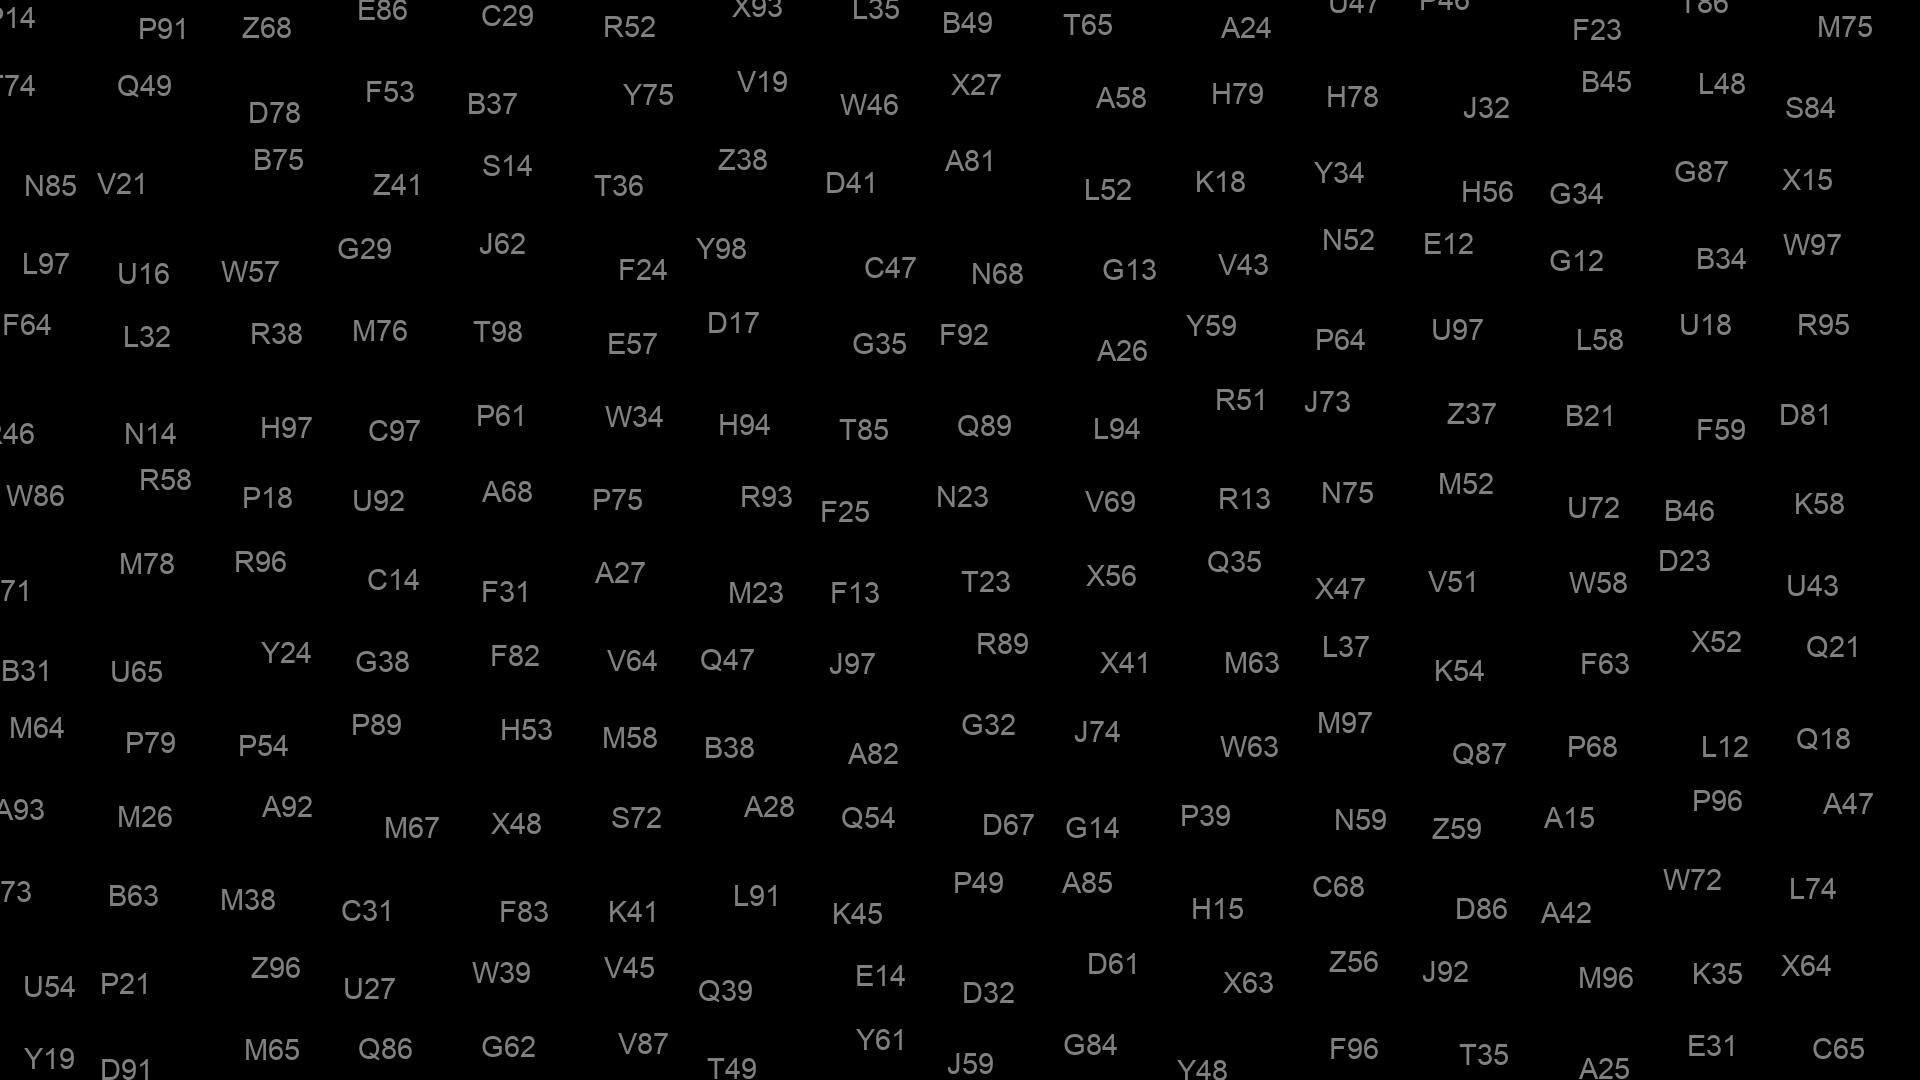 P91 Z68 E86 C29 R52 X93 L35 B49 T65 A24 U47 P46 F23 T86 M75
Q49 D78 F53 B37 Y75 V19 W46 X27 A58 H79 H78 J32 B45 L48 S84
N85 V21 B75 Z41 S14 T36 Z38 D41 A81 L52 K18 Y34 H56 G34 G87 X15
L97 U16 W57 G29 J62 F24 Y98 C47 N68 G13 V43 N52 E12 G12 B34 W97
F64 L32 R38 M76 T98 E57 D17 G35 F92 A26 Y59 P64 U97 L58 U18 R95
N14 H97 C97 P61 W34 H94 T85 Q89 L94 R51 J73 Z37 B21 F59 D81
W86 R58 P18 U92 A68 P75 R93 F25 N23 V69 R13 N75 M52 U72 B46 K58
71 M78 R96 C14 F31 A27 M23 F13 T23 X56 Q35 X47 V51 W58 D23 U43
B31 U65 Y24 G38 F82 V64 Q47 J97 R89 X41 M63 L37 K54 F63 X52 Q21
M64 P79 P54 P89 H53 M58 B38 A82 G32 J74 W63 M97 Q87 P68 L12 Q18
A93 M26 A92 M67 X48 S72 A28 Q54 D67 G14 P39 N59 Z59 A15 P96 A47
73 B63 M38 C31 F83 K41 L91 K45 P49 A85 H15 C68 D86 A42 W72 L74
U54 P21 Z96 U27 W39 V45 Q39 E14 D32 D61 X63 Z56 J92 M96 K35 X64
Y19 D91 M65 Q86 G62 V87 T49 Y61 J59 G84 Y48 F96 T35 A25 E31 C65